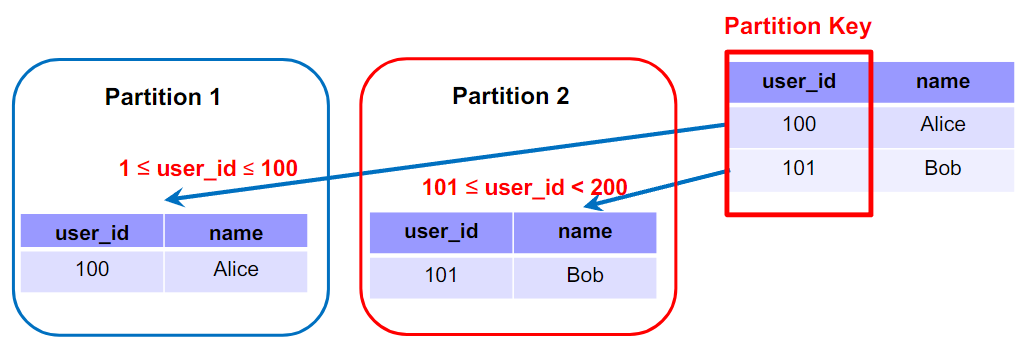 Partition Key
user_id name
100 Alice
101 Bob
Partition 1
1 ≤ user_id ≤ 100
user_id name
100 Alice
Partition 2
101 ≤ user_id < 200
user_id name
101 Bob